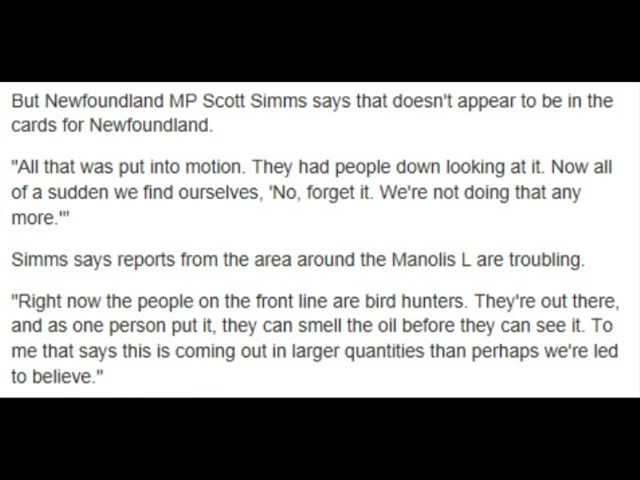 But Newfoundland MP Scott Simms says that doesn't appear to be in the
cards for Newfoundland.
"All that was put into motion. They had people down looking at it. Now all
of a sudden we find ourselves, 'No, forget it. We're not doing that any
more.'"
Simms says reports from the area around the Manolis L are troubling.
"Right now the people on the front line are bird hunters. They're out there,
and as one person put it, they can smell the oil before they can see it. To
me that says this is coming out in larger quantities than perhaps we're led
to believe."